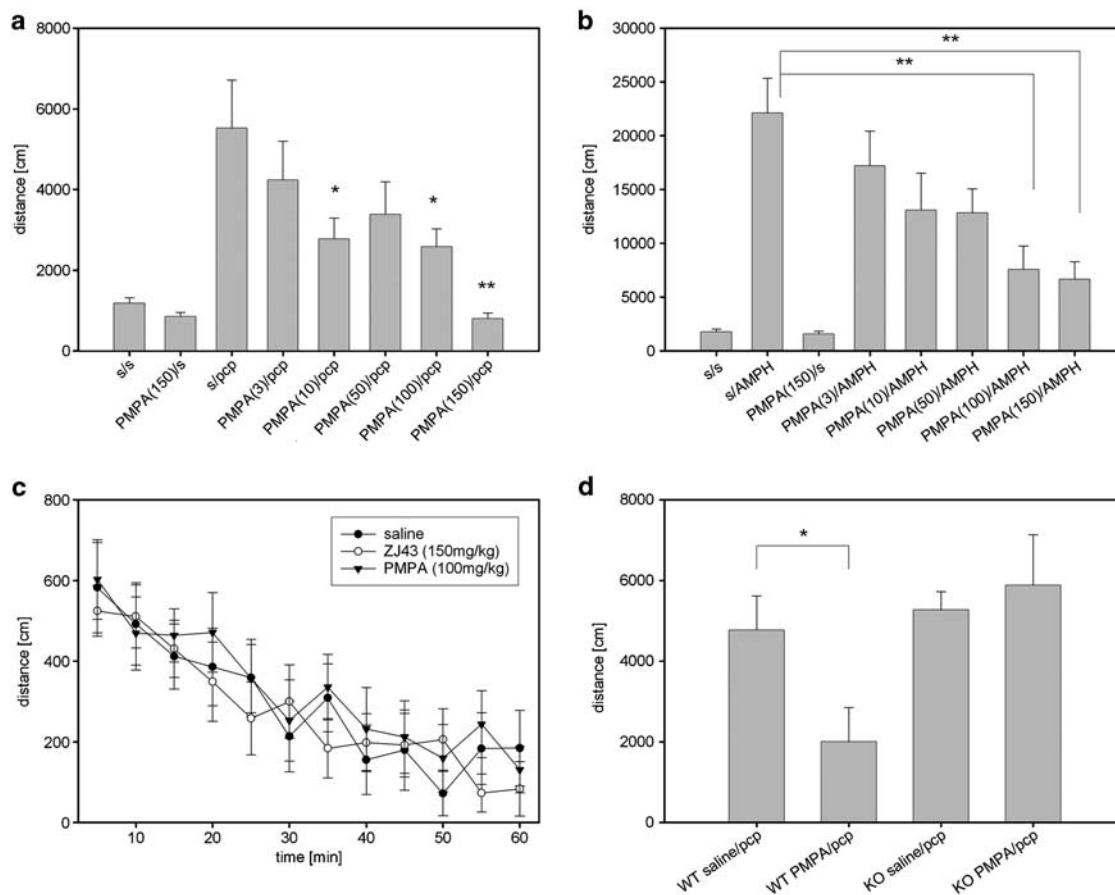 a
distance [cm]
8000
6000
4000
2000
0
*
*
**
s/s
PMPA(150)/s
s/pcp
PMPA(3)/pcp
PMPA(10)/pcp
PMPA(50)/pcp
PMPA(100)/pcp
PMPA(150)/pcp
b
distance [cm]
30000
25000
20000
15000
10000
5000
0
**
**
s/s
s/AMPH
PMPA(150)/s
PMPA(3)/AMPH
PMPA(10)/AMPH
PMPA(50)/AMPH
PMPA(100)/AMPH
PMPA(150)/AMPH
c
distance [cm]
800
600
400
200
0
saline
ZJ43 (150mg/kg)
PMPA (100mg/kg)
10 20 30 40 50 60
time [min]
d
distance [cm]
8000
6000
4000
2000
0
*
WT saline/pcp
WT PMPA/pcp
KO saline/pcp
KO PMPA/pcp